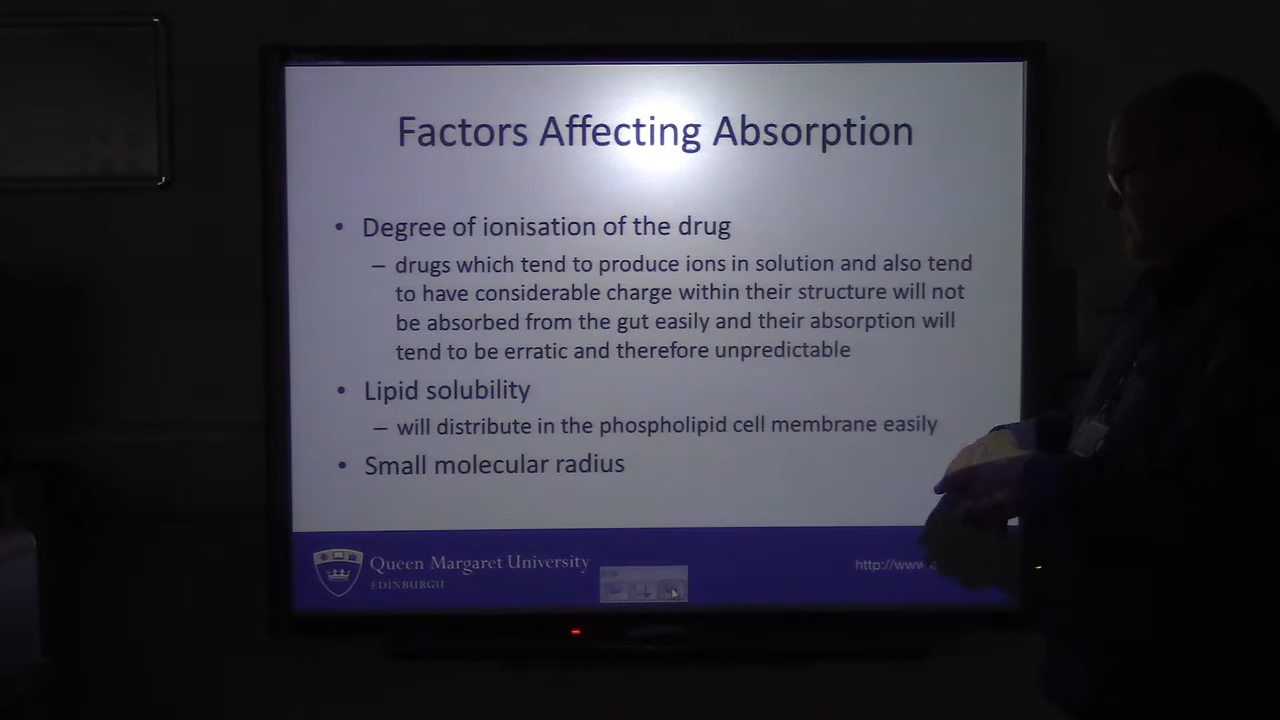 Factors Affecting Absorption
• Degree of ionisation of the drug
– drugs which tend to produce ions in solution and also tend
to have considerable charge within their structure will not
be absorbed from the gut easily and their absorption will
tend to be erratic and therefore unpredictable
• Lipid solubility
– will distribute in the phospholipid cell membrane easily
• Small molecular radius
Queen Margaret University
EDINBURGH
http://www